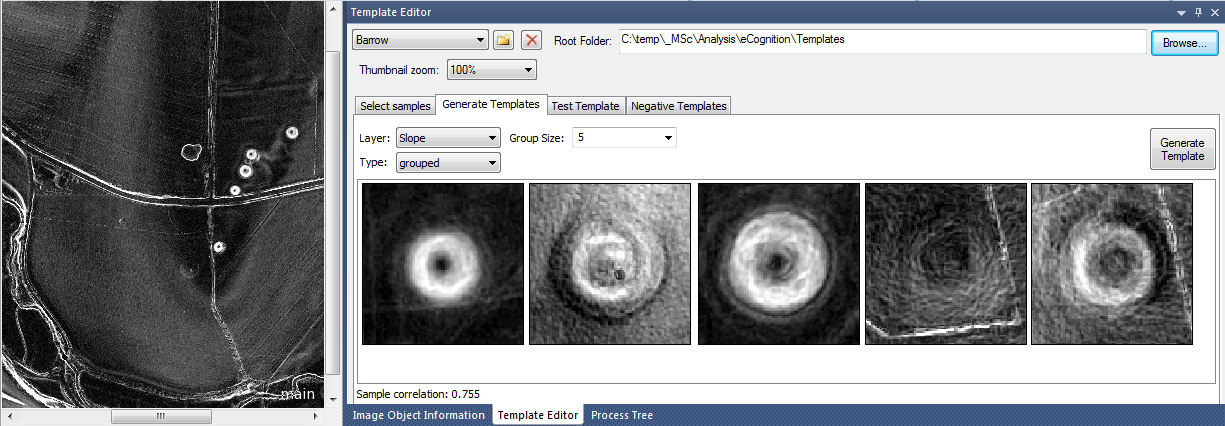 Template Editor
Barrow
Root Folder:
C:\temp\_MSc\Analysis\eCognition\Templates
Browse...
Thumbnail zoom:
100%
Select samples
Generate Templates
Test Template
Negative Templates
Layer:
Slope
Group Size:
5
Generate
Template
Type:
grouped
main
Sample correlation: 0.755
Image Object Information
Template Editor
Process Tree